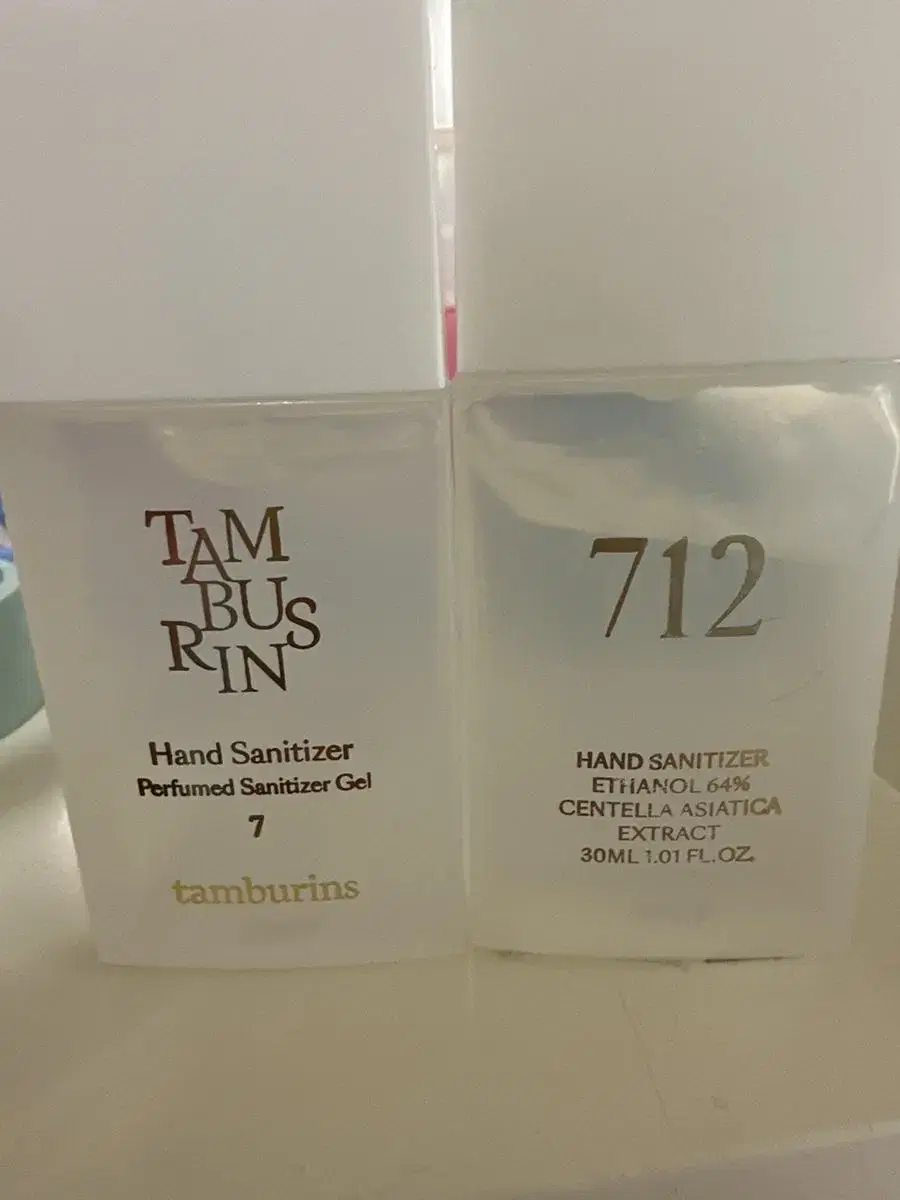 TAM
BUS
RIN
Hand Sanitizer
Perfumed Sanitizer Gel
7
tamburins
712
HAND SANITIZER
ETHANOL 64%
CENTELLA ASIATICA
EXTRACT
30ML 1.01 FL.OZ.